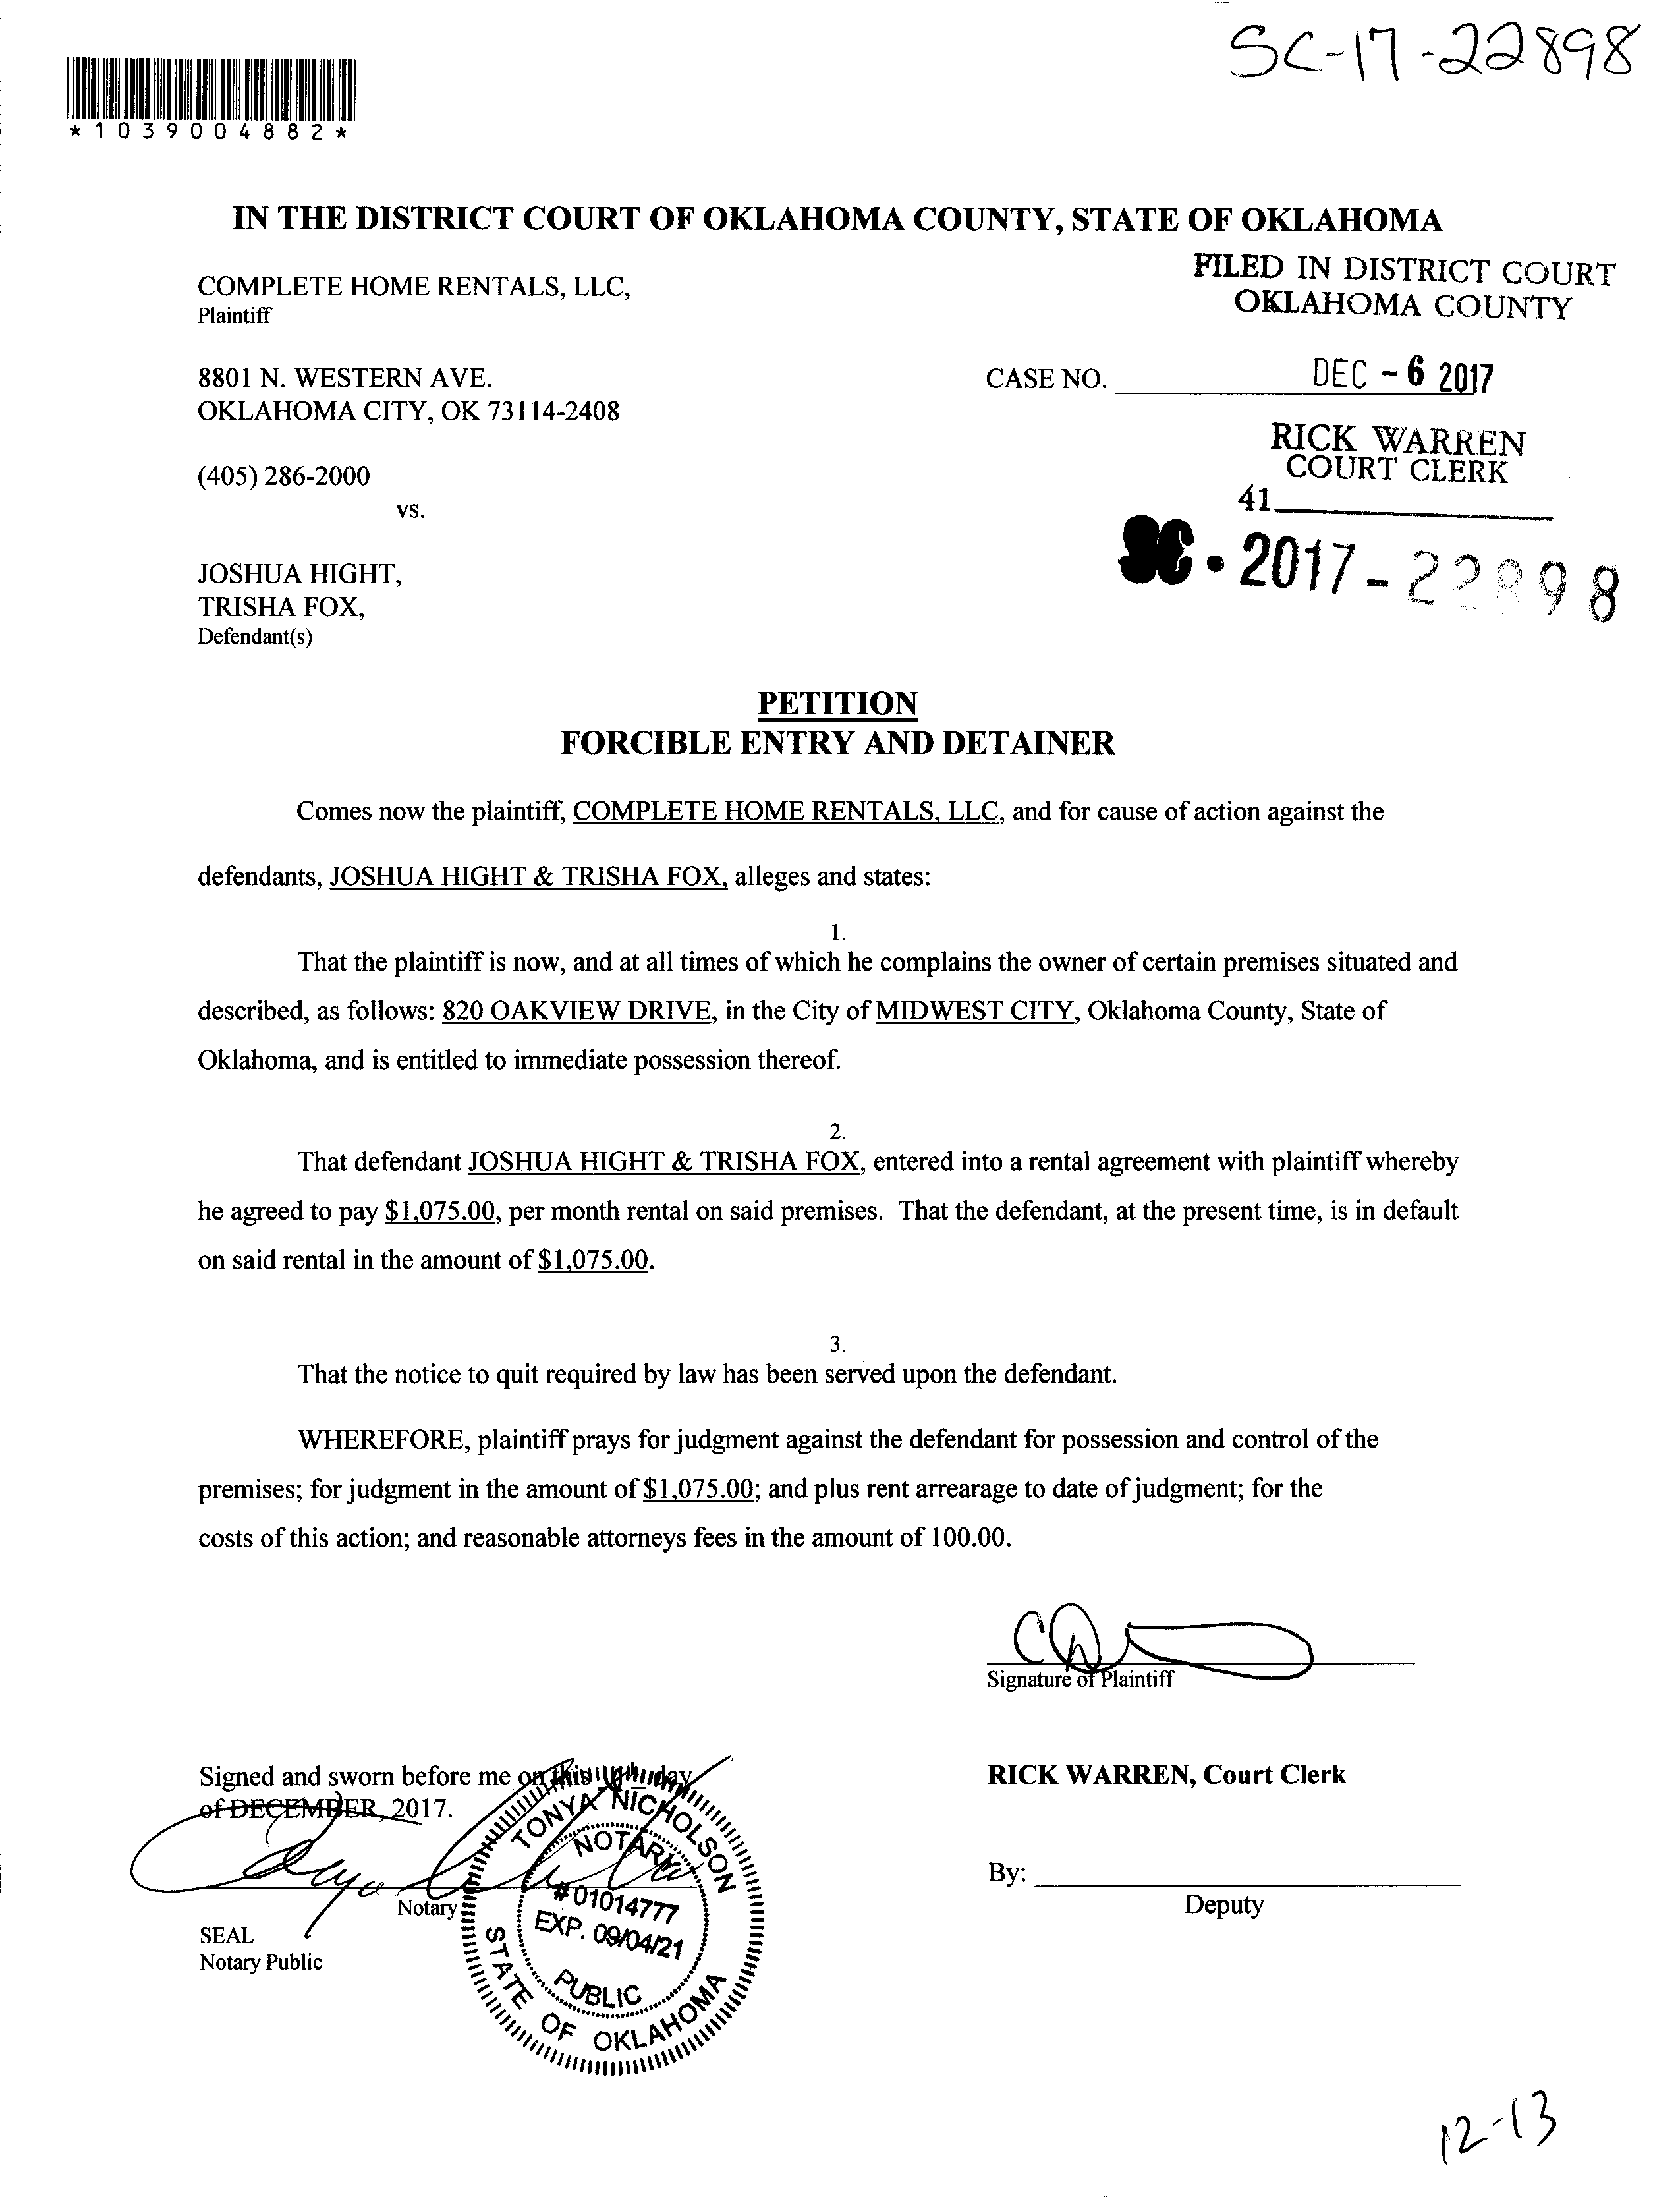 SC-17-22898
*1039004882*
IN THE DISTRICT COURT OF OKLAHOMA COUNTY, STATE OF OKLAHOMA
FILED IN DISTRICT COURT
OKLAHOMA COUNTY
COMPLETE HOME RENTALS, LLC,
Plaintiff
8801 N. WESTERN AVE.
OKLAHOMA CITY, OK 73114-2408
CASE NO.
DEC - 6 2017
RICK WARREN
COURT CLERK
41
(405) 286-2000
vs.
SC - 2017 - 22898
JOSHUA HIGHT,
TRISHA FOX,
Defendant(s)
PETITION
FORCIBLE ENTRY AND DETAINER
Comes now the plaintiff, COMPLETE HOME RENTALS, LLC, and for cause of action against the
defendants, JOSHUA HIGHT & TRISHA FOX, alleges and states:
1.
That the plaintiff is now, and at all times of which he complains the owner of certain premises situated and
described, as follows: 820 OAKVIEW DRIVE, in the City of MIDWEST CITY, Oklahoma County, State of
Oklahoma, and is entitled to immediate possession thereof.
2.
That defendant JOSHUA HIGHT & TRISHA FOX, entered into a rental agreement with plaintiff whereby
he agreed to pay $1,075.00, per month rental on said premises. That the defendant, at the present time, is in default
on said rental in the amount of $1,075.00.
3.
That the notice to quit required by law has been served upon the defendant.
WHEREFORE, plaintiff prays for judgment against the defendant for possession and control of the
premises; for judgment in the amount of $1,075.00; and plus rent arrearage to date of judgment; for the
costs of this action; and reasonable attorneys fees in the amount of 100.00.
Signature of Plaintiff
Signed and sworn before me on this day
of DECEMBER, 2017.
RICK WARREN, Court Clerk
By:
Deputy
Notary
SEAL
Notary Public
TONYA NICHOLSON
NOTARY
# 01014777
EXP. 09/04/21
PUBLIC
STATE OF OKLAHOMA
12-13